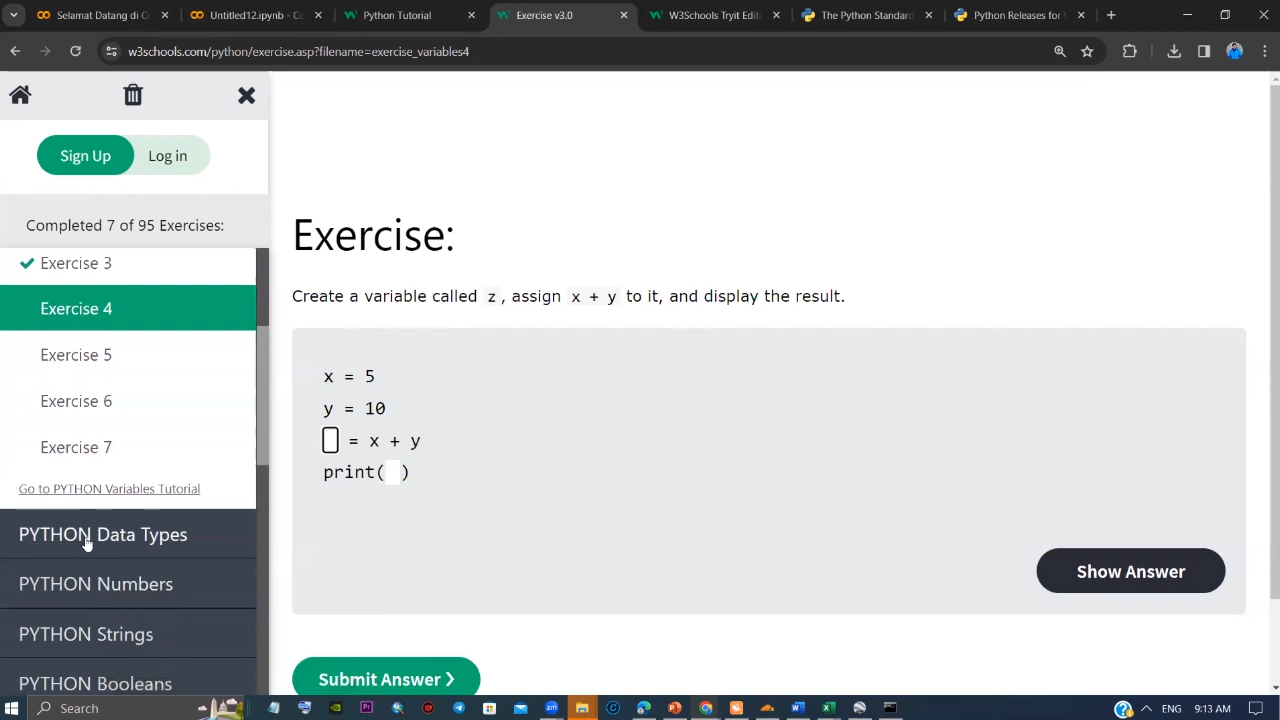 Selamat Datang di Co
Untitled12.ipynb - Co
Python Tutorial
Exercise v3.0
W3Schools Tryit Edit
The Python Standard
Python Releases for W
w3schools.com/python/exercise.asp?filename=exercise_variables4
Sign Up
Log in
Completed 7 of 95 Exercises:
Exercise 3
Exercise 4
Exercise 5
Exercise 6
Exercise 7
Go to PYTHON Variables Tutorial
PYTHON Data Types
PYTHON Numbers
PYTHON Strings
PYTHON Booleans
Exercise:
Create a variable called z, assign x + y to it, and display the result.
x = 5
y = 10
= x + y
print( )
Show Answer
Submit Answer ❯
Search
9:13 AM